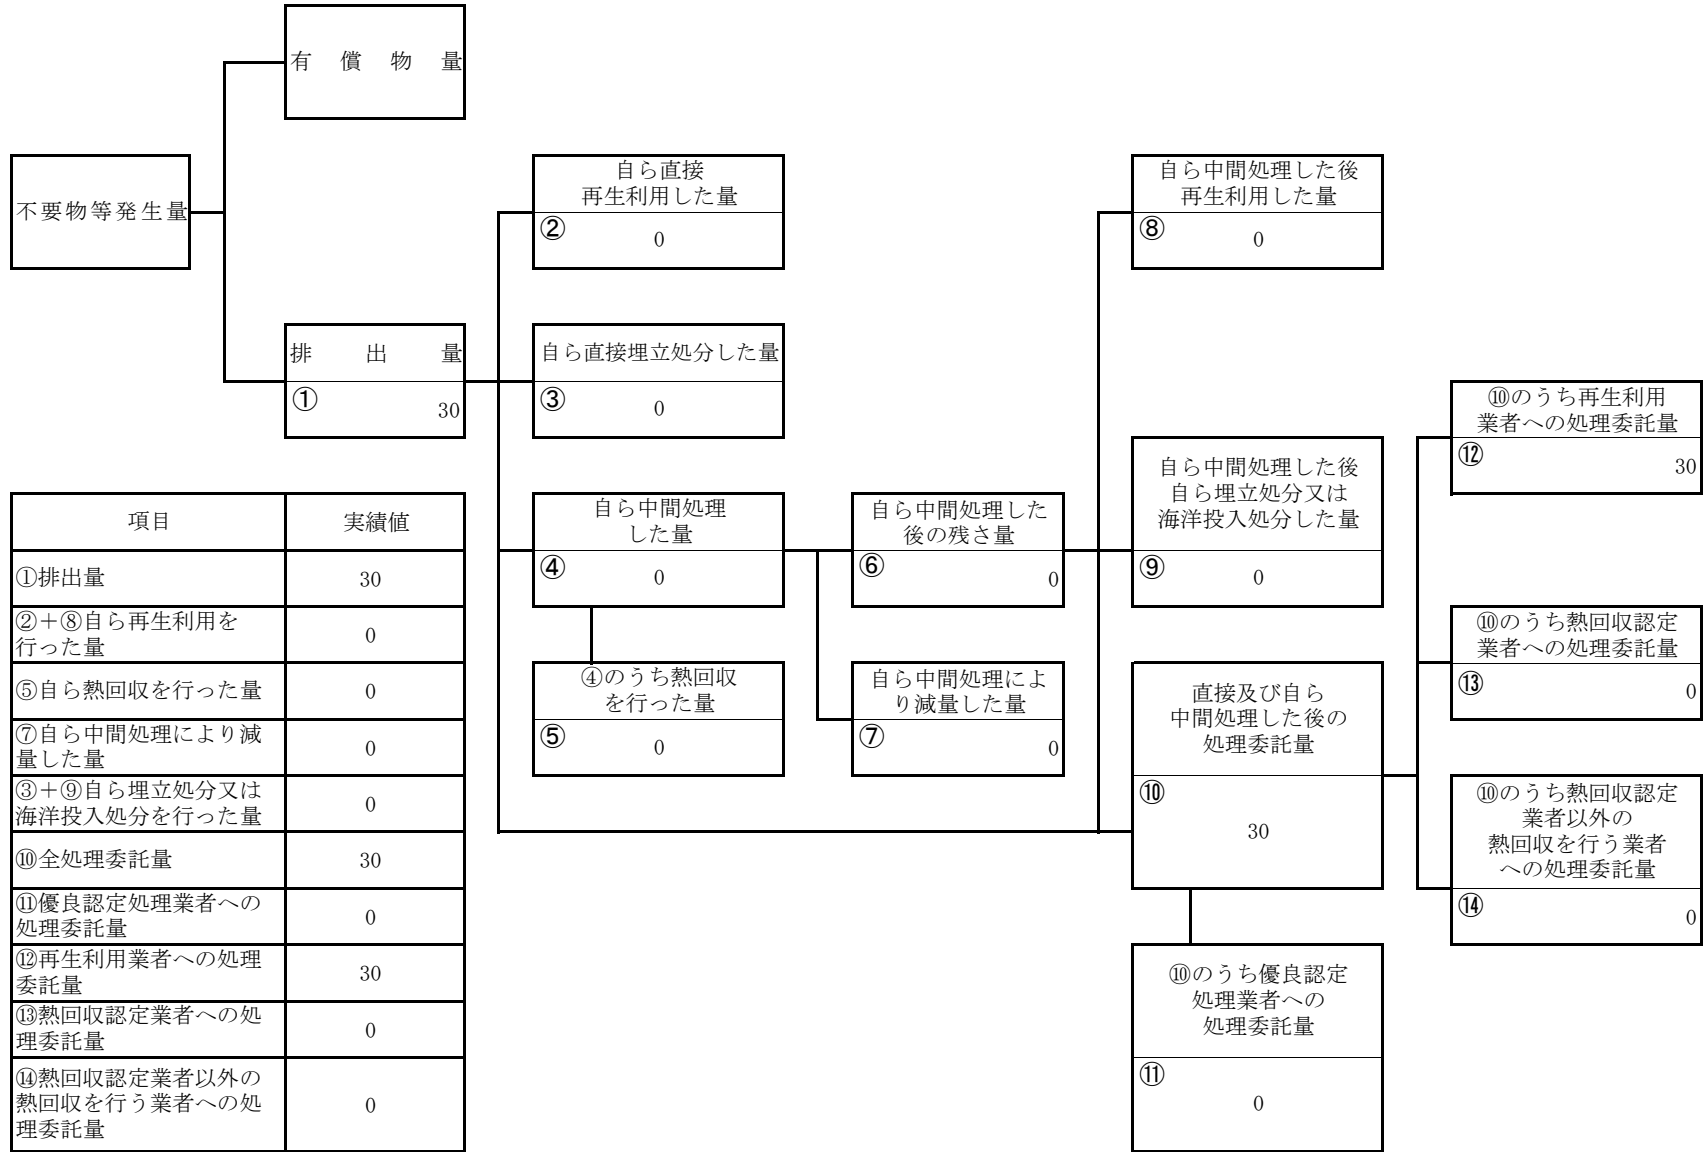 有償物量
不要物等発生量
排出量
①
30
自ら直接
再生利用した量
②
0
自ら直接埋立処分した量
③
0
自ら中間処理
した量
④
0
④のうち熱回収
を行った量
⑤
0
自ら中間処理した
後の残さ量
⑥
0
自ら中間処理によ
り減量した量
⑦
0
自ら中間処理した後
再生利用した量
⑧
0
自ら中間処理した後
自ら埋立処分又は
海洋投入処分した量
⑨
0
直接及び自ら
中間処理した後の
処理委託量
⑩
30
⑩のうち優良認定
処理業者への
処理委託量
⑪
0
⑩のうち再生利用
業者への処理委託量
⑫
30
⑩のうち熱回収認定
業者への処理委託量
⑬
0
⑩のうち熱回収認定
業者以外の
熱回収を行う業者
への処理委託量
⑭
0
項目 実績値
①排出量 30
②＋⑧自ら再生利用を
行った量 0
⑤自ら熱回収を行った量 0
⑦自ら中間処理により減
量した量 0
③＋⑨自ら埋立処分又は
海洋投入処分を行った量 0
⑩全処理委託量 30
⑪優良認定処理業者への
処理委託量 0
⑫再生利用業者への処理
委託量 30
⑬熱回収認定業者への処
理委託量 0
⑭熱回収認定業者以外の
熱回収を行う業者への処
理委託量 0